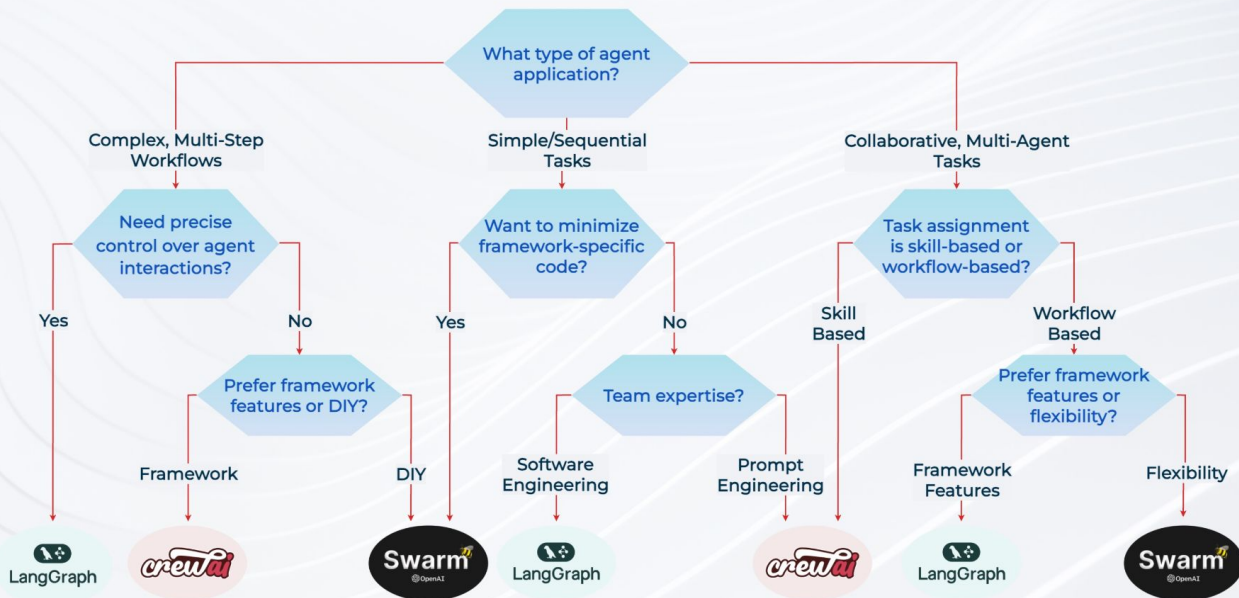 What type of agent
application?
Complex, Multi-Step
Workflows
Simple/Sequential
Tasks
Collaborative, Multi-Agent
Tasks
Need precise
control over agent
interactions?
Want to minimize
framework-specific
code?
Task assignment
is skill-based or
workflow-based?
Yes
No
Yes
No
Skill
Based
Workflow
Based
Prefer framework
features or DIY?
Team expertise?
Prefer framework
features or
flexibility?
Framework
DIY
Software
Engineering
Prompt
Engineering
Framework
Features
Flexibility
LangGraph
crewai
Swarm
OpenAI
LangGraph
crewai
LangGraph
Swarm
OpenAI